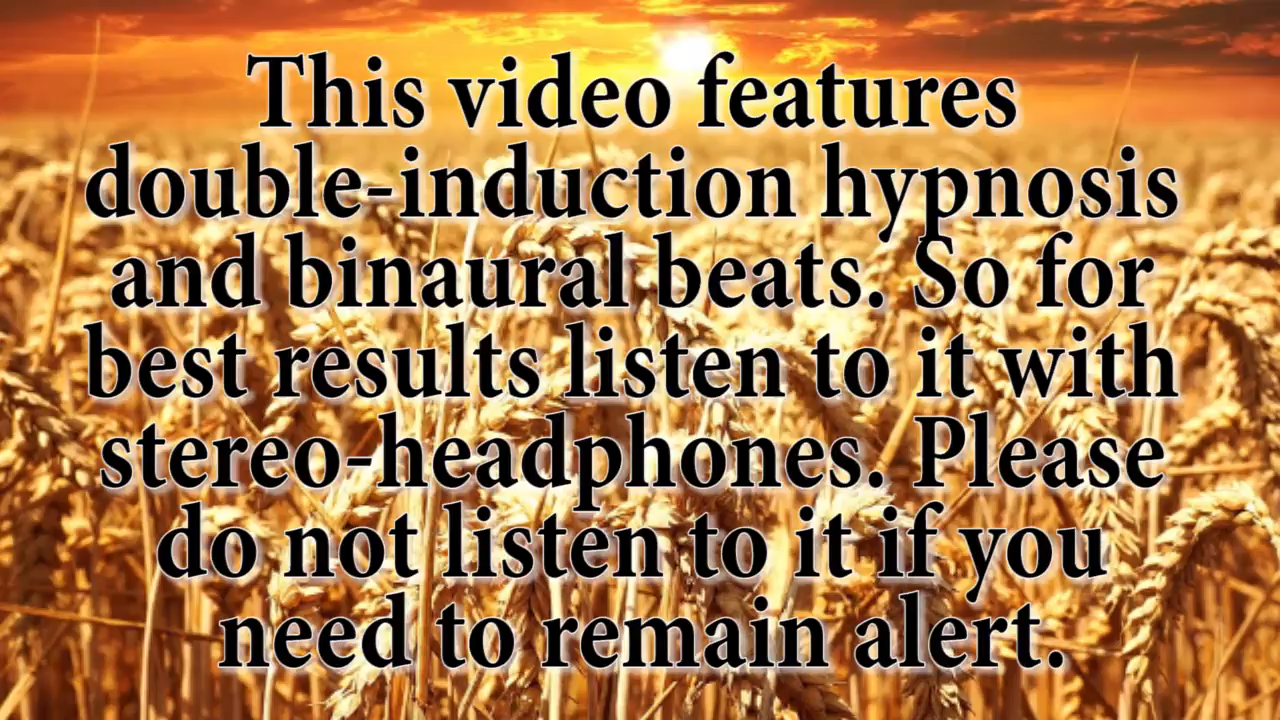 This video features
double-induction hypnosis
and binaural beats. So for
best results listen to it with
stereo-headphones. Please
do not listen to it if you
need to remain alert.